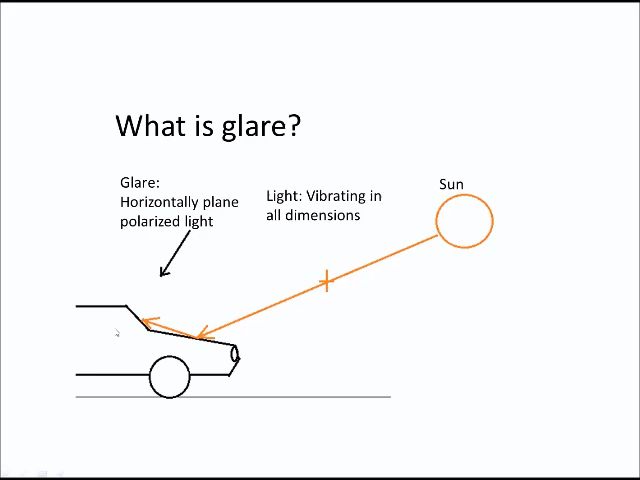 What is glare?
Glare:
Horizontally plane
polarized light
Light: Vibrating in
all dimensions
Sun